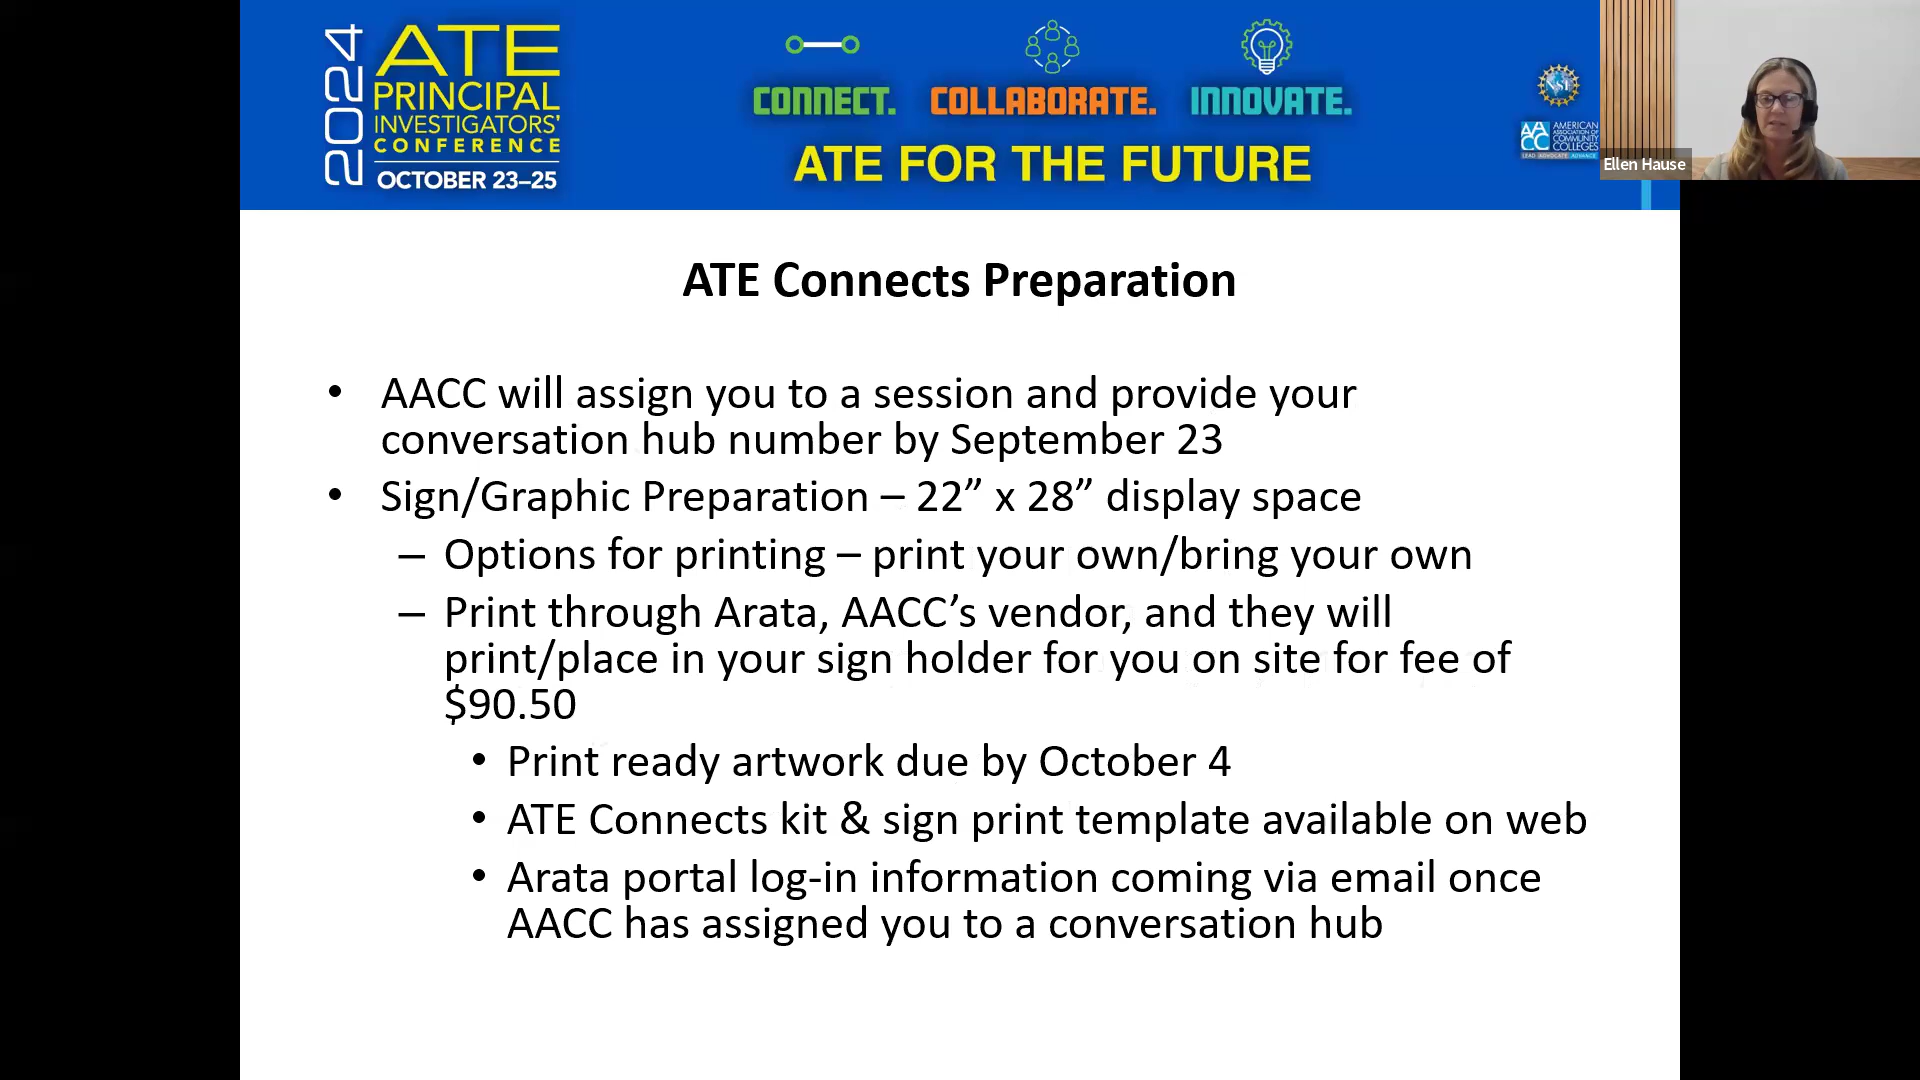 2024
ATE
PRINCIPAL
INVESTIGATORS'
CONFERENCE
OCTOBER 23–25
CONNECT. COLLABORATE. INNOVATE.
ATE FOR THE FUTURE
NSF
AACC
AMERICAN
ASSOCIATION OF
COMMUNITY
COLLEGES
LEAD ADVOCATE ADVANCE
Ellen Hause
ATE Connects Preparation
• AACC will assign you to a session and provide your
conversation hub number by September 23
• Sign/Graphic Preparation – 22” x 28” display space
– Options for printing – print your own/bring your own
– Print through Arata, AACC’s vendor, and they will
print/place in your sign holder for you on site for fee of
$90.50
• Print ready artwork due by October 4
• ATE Connects kit & sign print template available on web
• Arata portal log-in information coming via email once
AACC has assigned you to a conversation hub